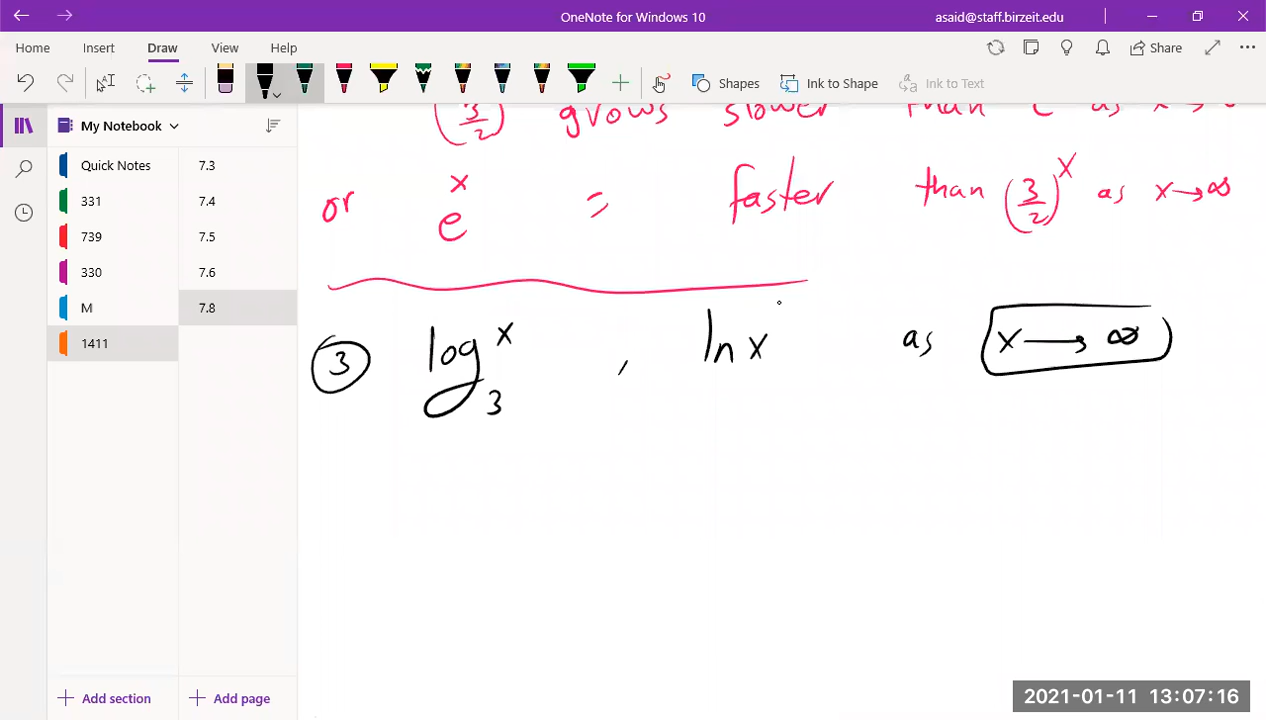 OneNote for Windows 10
asaid@staff.birzeit.edu
Home Insert Draw View Help
Share
Shapes Ink to Shape Ink to Text
My Notebook
Quick Notes 7.3
331 7.4
739 7.5
330 7.6
M 7.8
1411
(3/2) grows slower than e as x→∞
or e^x = faster than (3/2)^x as x→∞
③ log_3 x , ln x as x → ∞
Add section Add page
2021-01-11 13:07:16